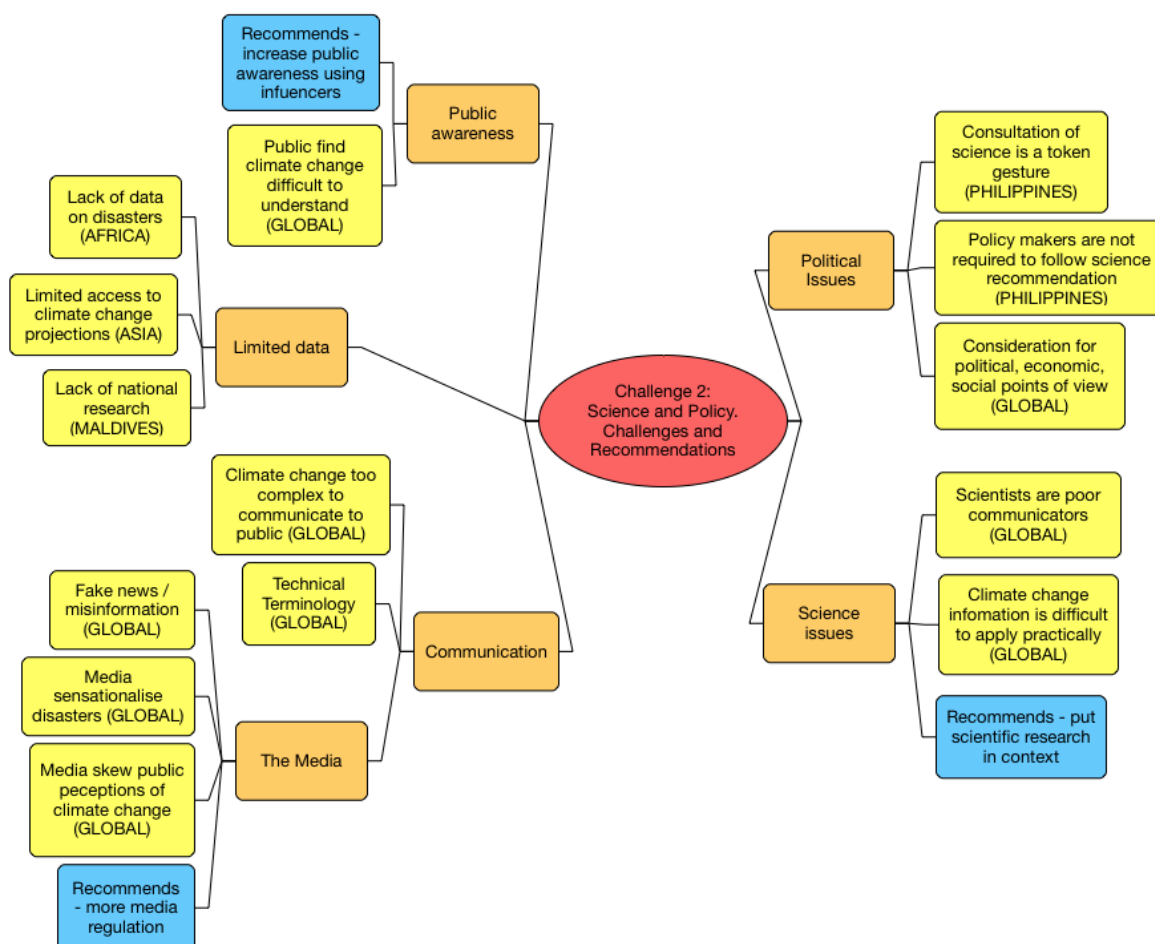 Recommends -
increase public
awareness using
infuencers
Public
awareness
Public find
climate change
difficult to
understand
(GLOBAL)
Lack of data
on disasters
(AFRICA)
Limited access to
climate change
projections (ASIA)
Limited data
Lack of national
research
(MALDIVES)
Challenge 2:
Science and Policy.
Challenges and
Recommendations
Consultation of
science is a token
gesture
(PHILIPPINES)
Political
Issues
Policy makers are not
required to follow science
recommendation
(PHILIPPINES)
Consideration for
political, economic,
social points of view
(GLOBAL)
Climate change too
complex to
communicate to
public (GLOBAL)
Technical
Terminology
(GLOBAL)
Communication
Fake news /
misinformation
(GLOBAL)
Media
sensationalise
disasters (GLOBAL)
The Media
Media skew public
perceptions of
climate change
(GLOBAL)
Recommends
- more media
regulation
Scientists are poor
communicators
(GLOBAL)
Science
issues
Climate change
infomation is difficult
to apply practically
(GLOBAL)
Recommends - put
scientific research
in context